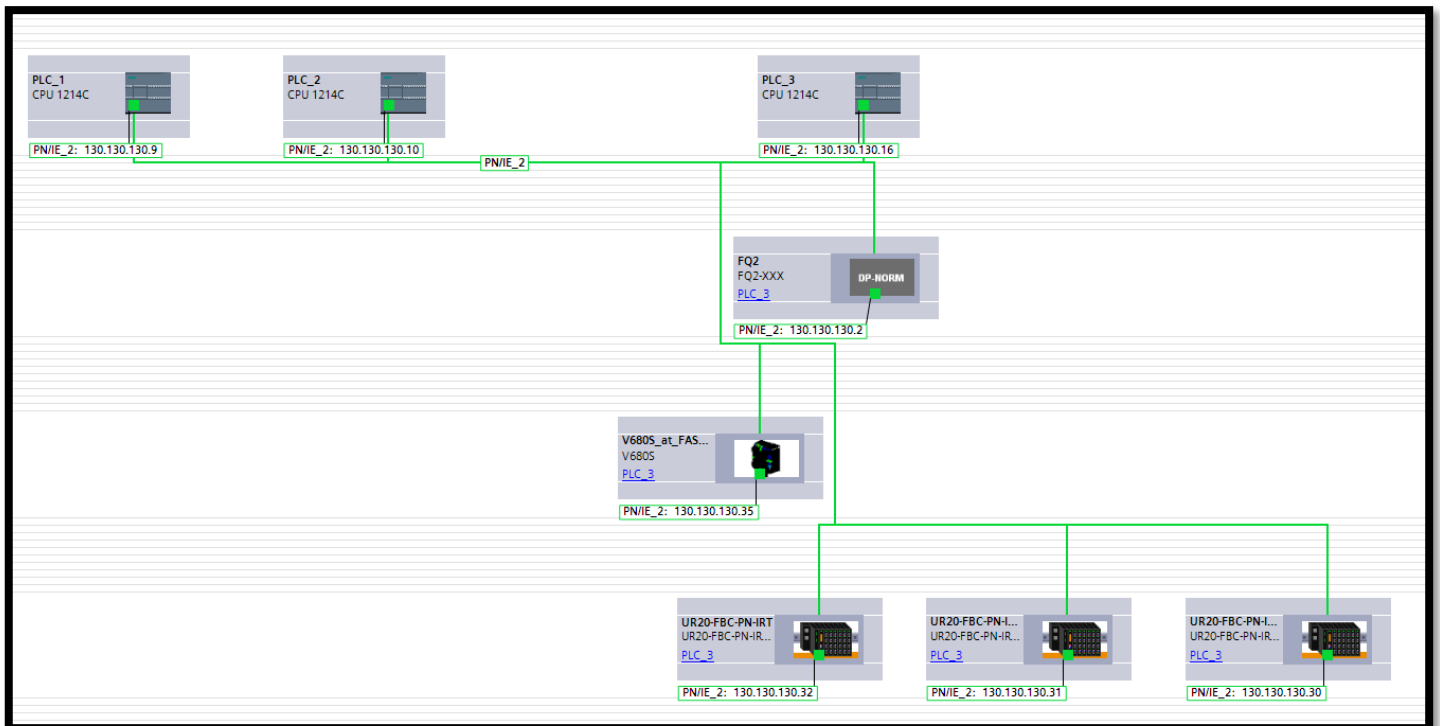 PLC_1
CPU 1214C
PLC_2
CPU 1214C
PLC_3
CPU 1214C
PN/IE_2: 130.130.130.9
PN/IE_2: 130.130.130.10
PN/IE_2: 130.130.130.16
PN/IE_2
FQ2
FQ2-XXX
PLC_3
DP-NORM
PN/IE_2: 130.130.130.2
V680S_at_FAS...
V680S
PLC_3
PN/IE_2: 130.130.130.35
UR20-FBC-PN-IRT
UR20-FBC-PN-IR...
PLC_3
UR20-FBC-PN-I...
UR20-FBC-PN-IR...
PLC_3
UR20-FBC-PN-I...
UR20-FBC-PN-IR...
PLC_3
PN/IE_2: 130.130.130.32
PN/IE_2: 130.130.130.31
PN/IE_2: 130.130.130.30